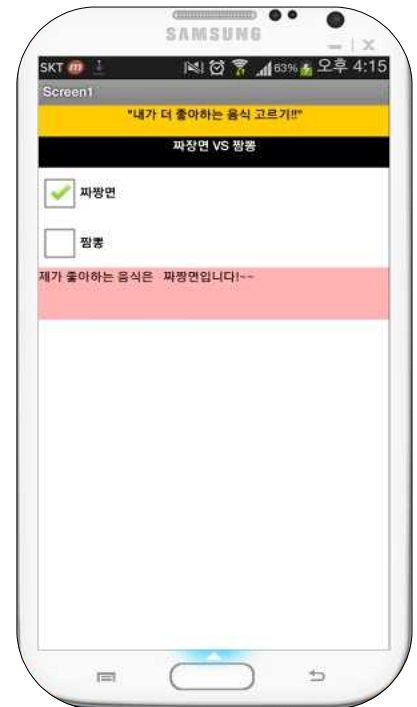 SAMSUNG
SKT m 63% 오후 4:15
Screen1
"내가 더 좋아하는 음식 고르기!!"
짜장면 VS 짬뽕
짜짱면
짬뽕
제가 좋아하는 음식은 짜짱면입니다!~~